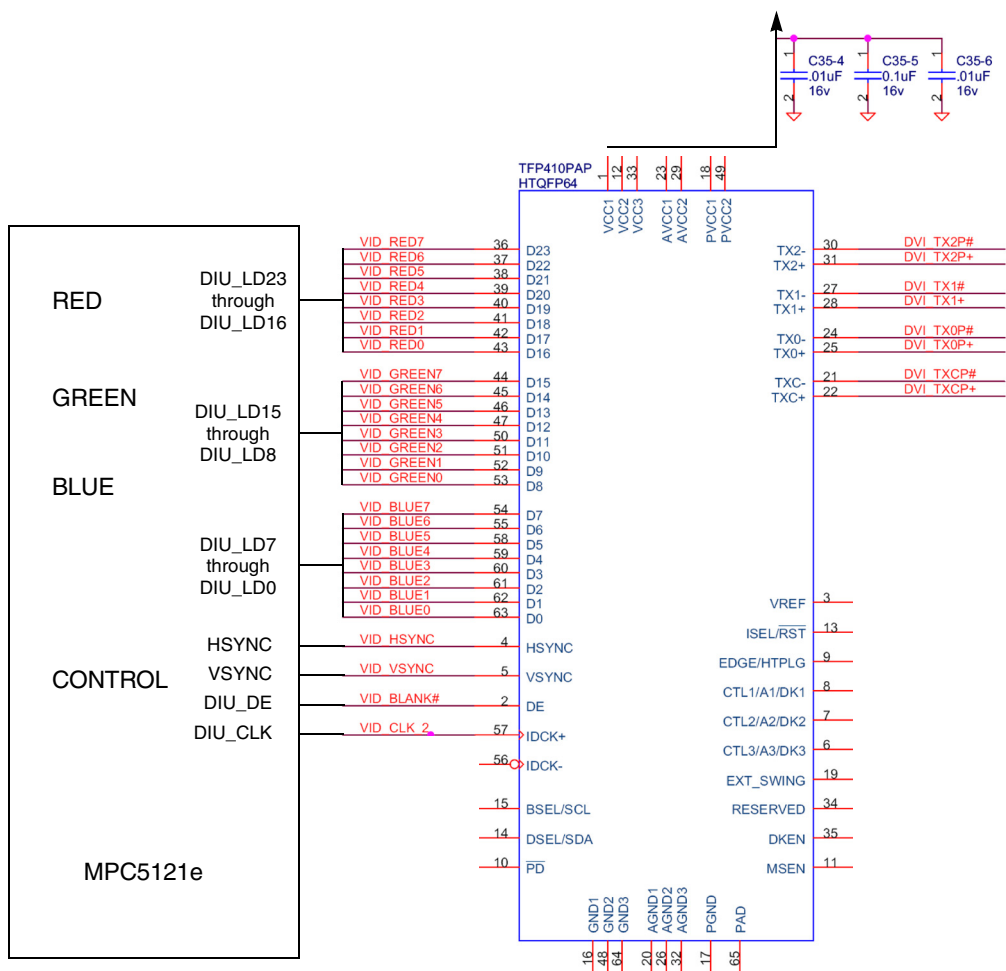 1 C35-4 .01uF 16v 2
1 C35-5 0.1uF 16v 2
1 C35-6 .01uF 16v 2
TFP410PAP
HTQFP64
1 12 33 23 29 18 49
VCC1 VCC2 VCC3 AVCC1 AVCC2 PVCC1 PVCC2
RED
DIU_LD23
through
DIU_LD16
VID_RED7 36 D23
VID_RED6 37 D22
VID_RED5 38 D21
VID_RED4 39 D20
VID_RED3 40 D19
VID_RED2 41 D18
VID_RED1 42 D17
VID_RED0 43 D16
GREEN
DIU_LD15
through
DIU_LD8
VID_GREEN7 44 D15
VID_GREEN6 45 D14
VID_GREEN5 46 D13
VID_GREEN4 47 D12
VID_GREEN3 50 D11
VID_GREEN2 51 D10
VID_GREEN1 52 D9
VID_GREEN0 53 D8
BLUE
DIU_LD7
through
DIU_LD0
VID_BLUE7 54 D7
VID_BLUE6 55 D6
VID_BLUE5 58 D5
VID_BLUE4 59 D4
VID_BLUE3 60 D3
VID_BLUE2 61 D2
VID_BLUE1 62 D1
VID_BLUE0 63 D0
CONTROL
HSYNC VID_HSYNC 4 HSYNC
VSYNC VID_VSYNC 5 VSYNC
DIU_DE VID_BLANK# 2 DE
DIU_CLK VID_CLK_2 57 IDCK+
56 IDCK-
15 BSEL/SCL
14 DSEL/SDA
10 PD
MPC5121e
TX2- 30 DVI_TX2P#
TX2+ 31 DVI_TX2P+
TX1- 27 DVI_TX1#
TX1+ 28 DVI_TX1+
TX0- 24 DVI_TX0P#
TX0+ 25 DVI_TX0P+
TXC- 21 DVI_TXCP#
TXC+ 22 DVI_TXCP+
VREF 3
ISEL/RST 13
EDGE/HTPLG 9
CTL1/A1/DK1 8
CTL2/A2/DK2 7
CTL3/A3/DK3 6
EXT_SWING 19
RESERVED 34
DKEN 35
MSEN 11
GND1 GND2 GND3 AGND1 AGND2 AGND3 PGND PAD
16 48 64 20 26 32 17 65